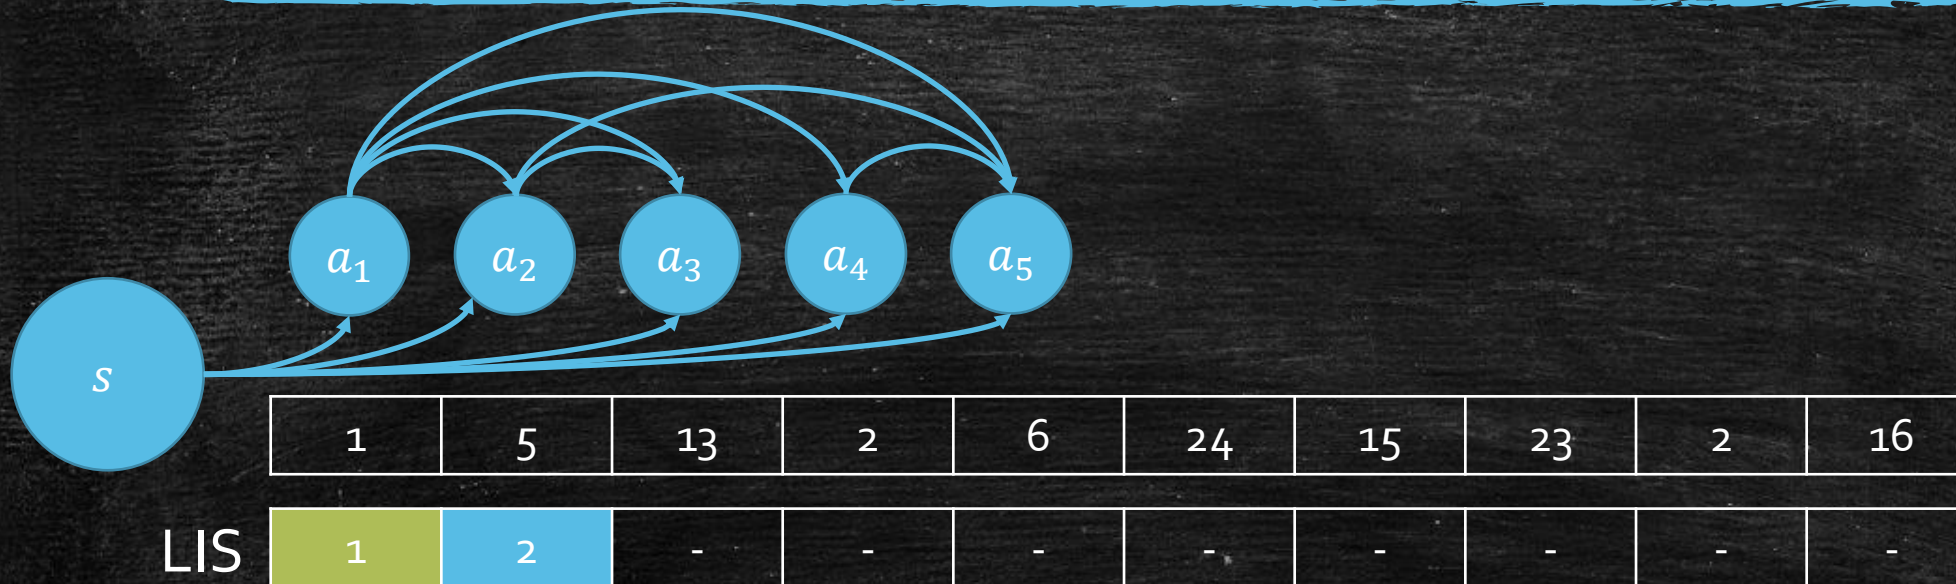 a₁ a₂ a₃ a₄ a₅
s
1 5 13 2 6 24 15 23 2 16
LIS 1 2 - - - - - - - -